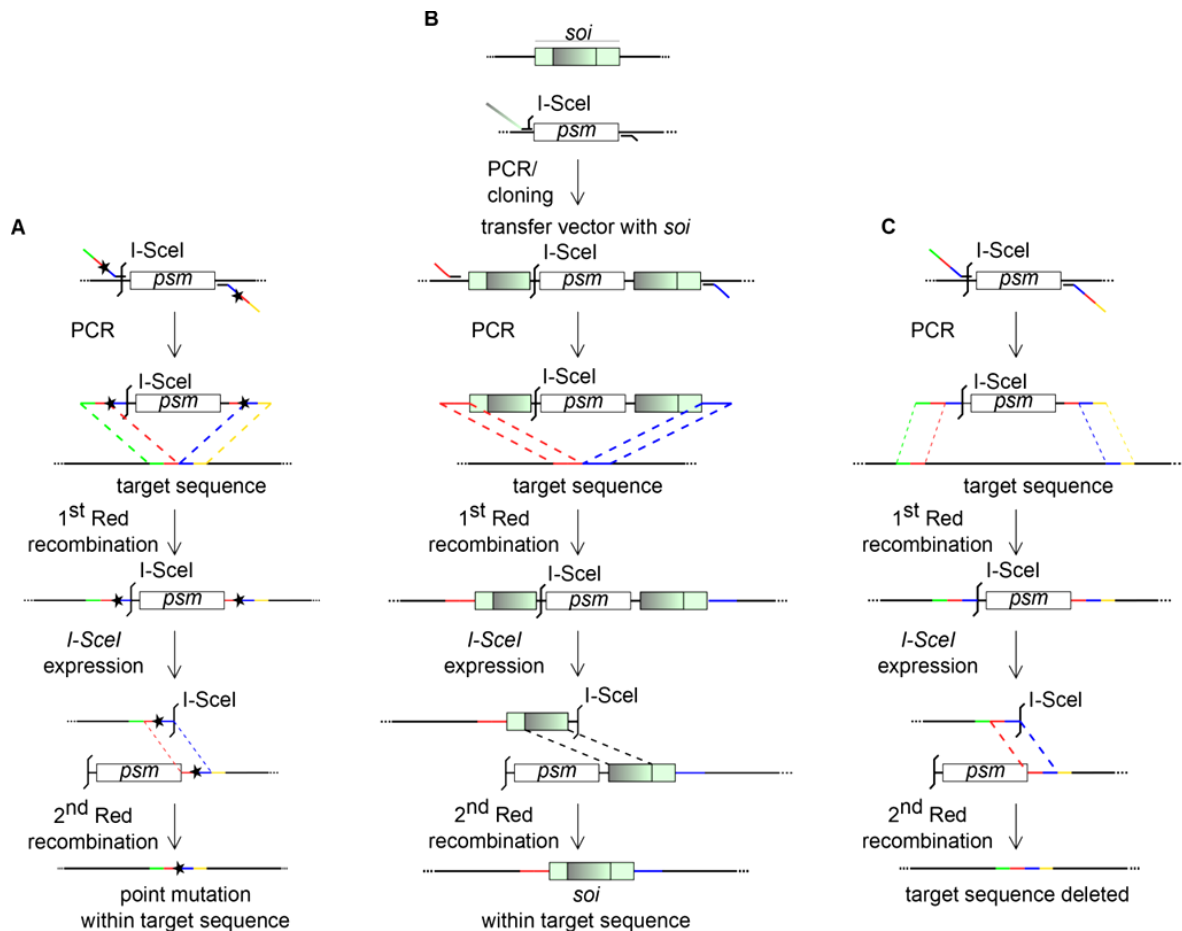 B
soi
I-SceI
psm
PCR/
cloning
transfer vector with soi
A
I-SceI
psm
PCR
I-SceI
psm
target sequence
1st Red
recombination
I-SceI
psm
I-SceI
expression
I-SceI
psm
2nd Red
recombination
point mutation
within target sequence
I-SceI
psm
PCR
I-SceI
psm
target sequence
1st Red
recombination
I-SceI
psm
I-SceI
expression
I-SceI
psm
2nd Red
recombination
soi
within target sequence
C
I-SceI
psm
PCR
I-SceI
psm
target sequence
1st Red
recombination
I-SceI
psm
I-SceI
expression
I-SceI
psm
2nd Red
recombination
target sequence deleted